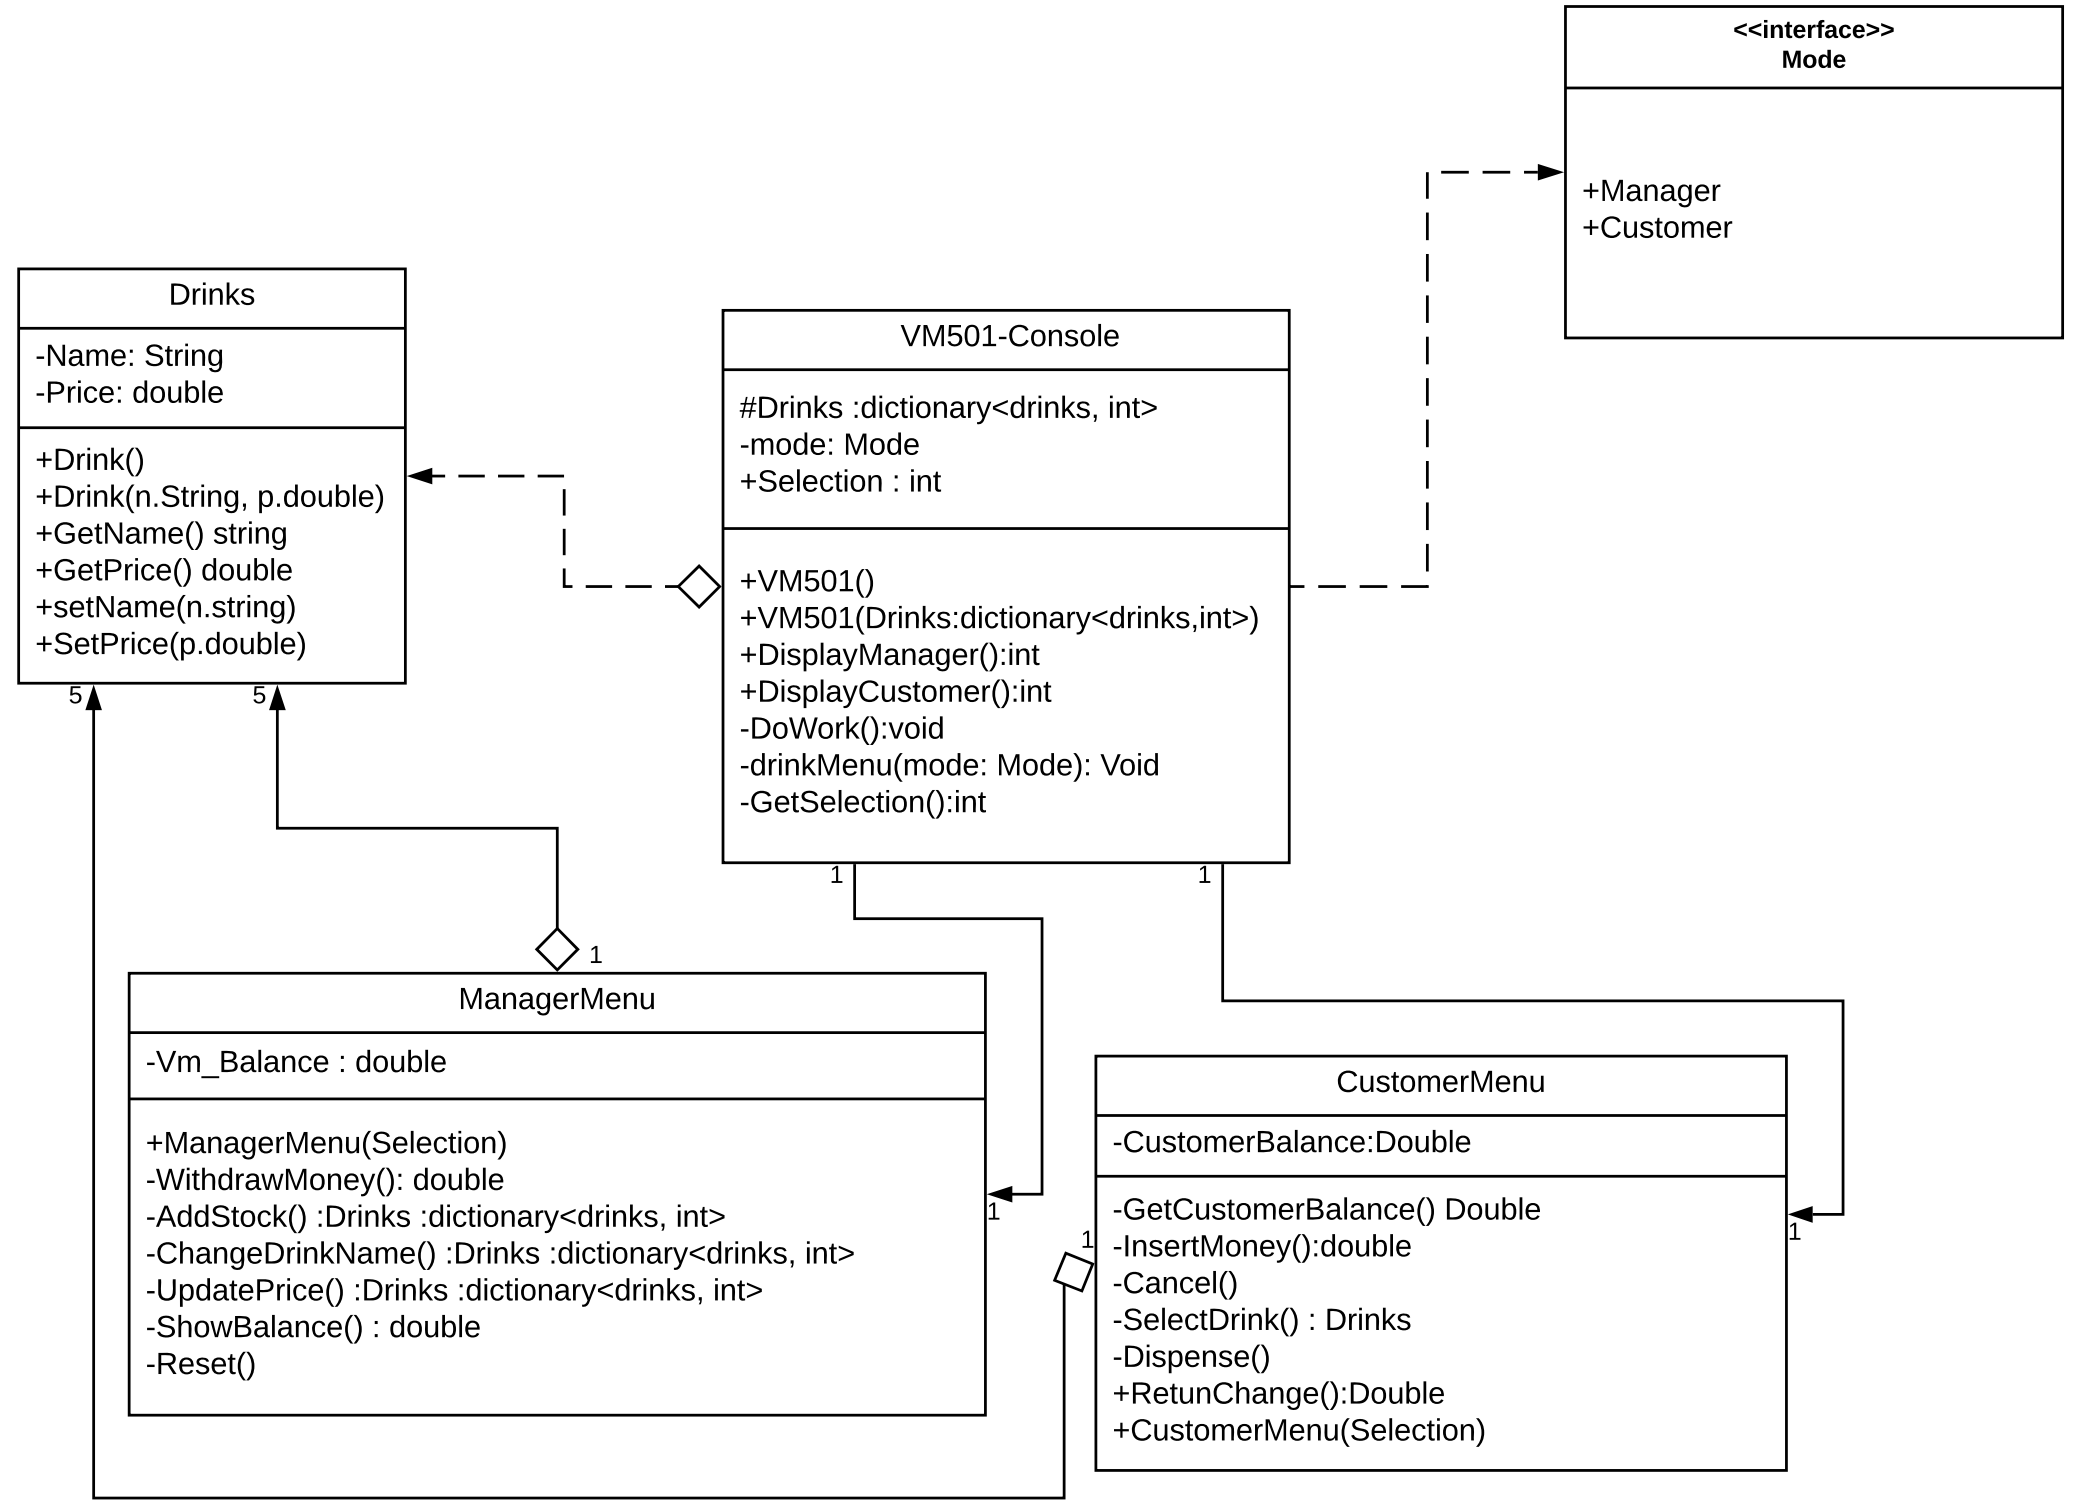 <<interface>>
Mode
+Manager
+Customer
Drinks
-Name: String
-Price: double
+Drink()
+Drink(n.String, p.double)
+GetName() string
+GetPrice() double
+setName(n.string)
+SetPrice(p.double)
5
5
VM501-Console
#Drinks :dictionary<drinks, int>
-mode: Mode
+Selection : int
+VM501()
+VM501(Drinks:dictionary<drinks,int>)
+DisplayManager():int
+DisplayCustomer():int
-DoWork():void
-drinkMenu(mode: Mode): Void
-GetSelection():int
1
1
1
ManagerMenu
-Vm_Balance : double
+ManagerMenu(Selection)
-WithdrawMoney(): double
-AddStock() :Drinks :dictionary<drinks, int>
-ChangeDrinkName() :Drinks :dictionary<drinks, int>
-UpdatePrice() :Drinks :dictionary<drinks, int>
-ShowBalance() : double
-Reset()
1
1
CustomerMenu
-CustomerBalance:Double
-GetCustomerBalance() Double
-InsertMoney():double
-Cancel()
-SelectDrink() : Drinks
-Dispense()
+RetunChange():Double
+CustomerMenu(Selection)
1